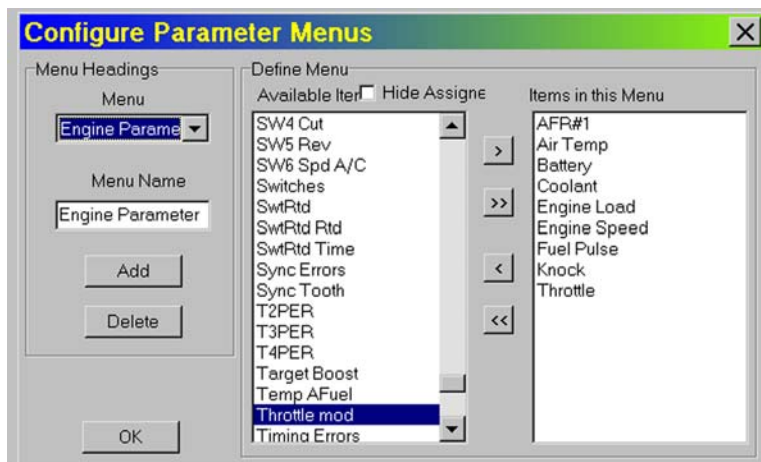 Configure Parameter Menus
Menu Headings
Menu
Engine Parame
Menu Name
Engine Parameter
Add
Delete
OK
Define Menu
Available Iter
Hide Assigne
SW4 Cut
SW5 Rev
SW6 Spd A/C
Switches
SwtRtd
SwtRtd Rtd
SwtRtd Time
Sync Errors
Sync Tooth
T2PER
T3PER
T4PER
Target Boost
Temp AFuel
Throttle mod
Timing Errors
>
>>
<
<<
Items in this Menu
AFR#1
Air Temp
Battery
Coolant
Engine Load
Engine Speed
Fuel Pulse
Knock
Throttle